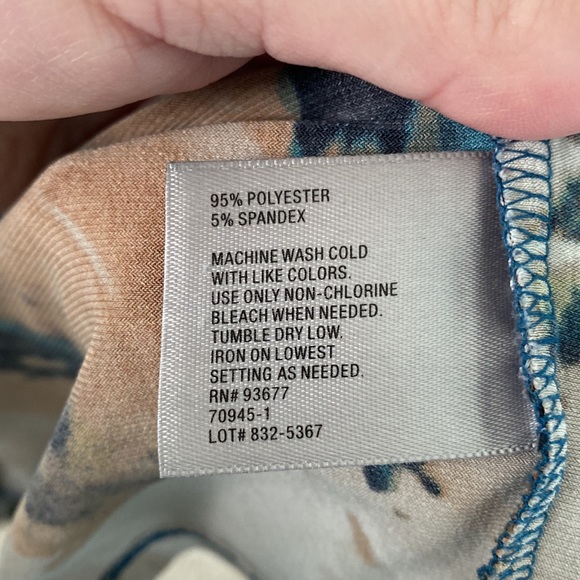 95% POLYESTER
5% SPANDEX
MACHINE WASH COLD
WITH LIKE COLORS.
USE ONLY NON-CHLORINE
BLEACH WHEN NEEDED.
TUMBLE DRY LOW.
IRON ON LOWEST
SETTING AS NEEDED.
RN# 93677
70945-1
LOT# 832-5367